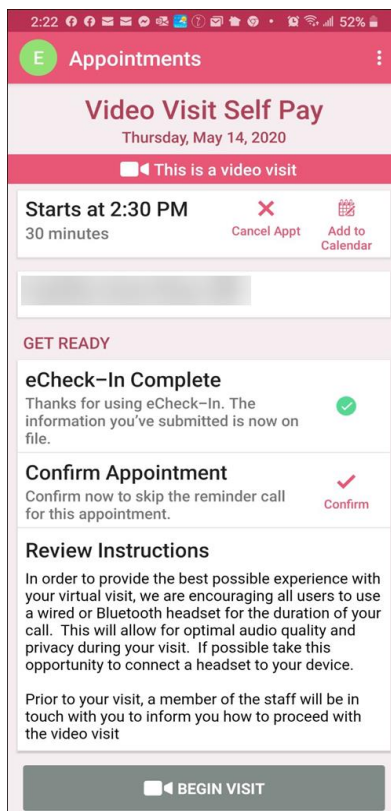 2:22
52%
E
Appointments
Video Visit Self Pay
Thursday, May 14, 2020
This is a video visit
Starts at 2:30 PM
30 minutes
Cancel Appt
Add to
Calendar
GET READY
eCheck-In Complete
Thanks for using eCheck-In. The
information you've submitted is now on
file.
Confirm Appointment
Confirm now to skip the reminder call
for this appointment.
Confirm
Review Instructions
In order to provide the best possible experience with
your virtual visit, we are encouraging all users to use
a wired or Bluetooth headset for the duration of your
call. This will allow for optimal audio quality and
privacy during your visit. If possible take this
opportunity to connect a headset to your device.
Prior to your visit, a member of the staff will be in
touch with you to inform you how to proceed with
the video visit
BEGIN VISIT